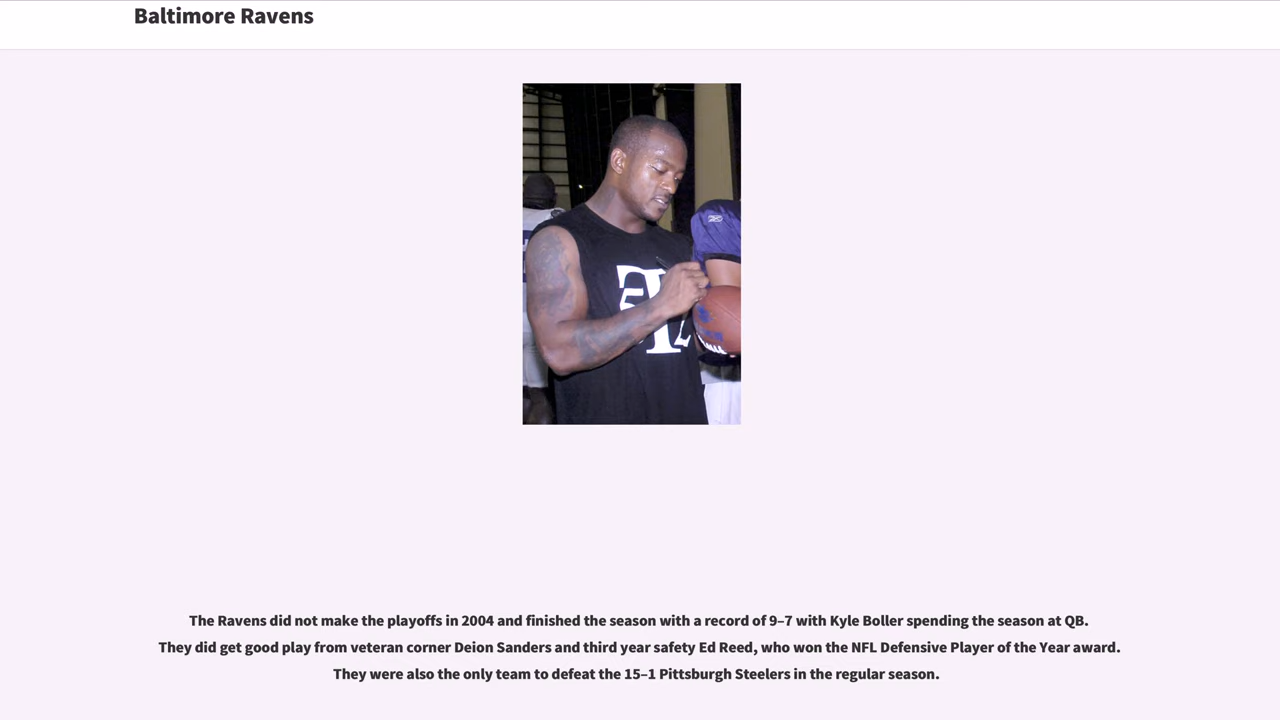 Baltimore Ravens
The Ravens did not make the playoffs in 2004 and finished the season with a record of 9–7 with Kyle Boller spending the season at QB.
They did get good play from veteran corner Deion Sanders and third year safety Ed Reed, who won the NFL Defensive Player of the Year award.
They were also the only team to defeat the 15–1 Pittsburgh Steelers in the regular season.